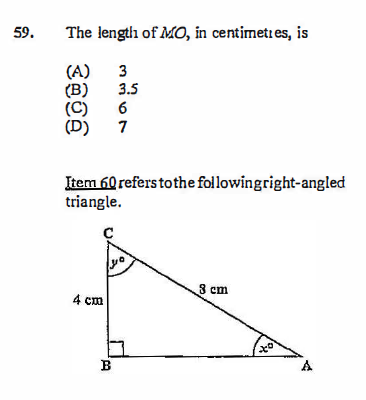 59. The length of MO, in centimetres, is
(A) 3
(B) 3.5
(C) 6
(D) 7
Item 60 refers to the following right-angled
triangle.
C
y°
8 cm
4 cm
x°
B
A